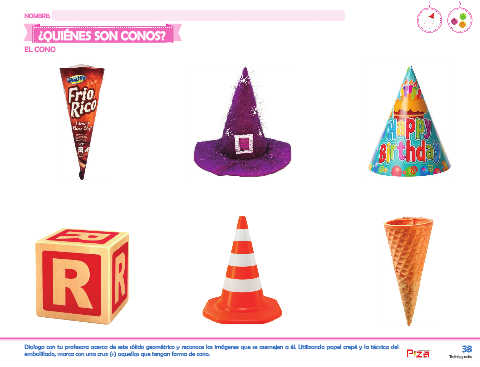 NOMBRE
¿QUIÉNES SON CONOS?
EL CONO
Frio
Rico
Happy
Birthday
R
R
R
Dialoga con tu profesora acerca de este sólido geométrico y reconoce las imágenes que se asemejan a él. Utilizando papel crepé y la técnica del
embolillado, marca con una cruz (x) aquellos que tengan forma de cono.
38